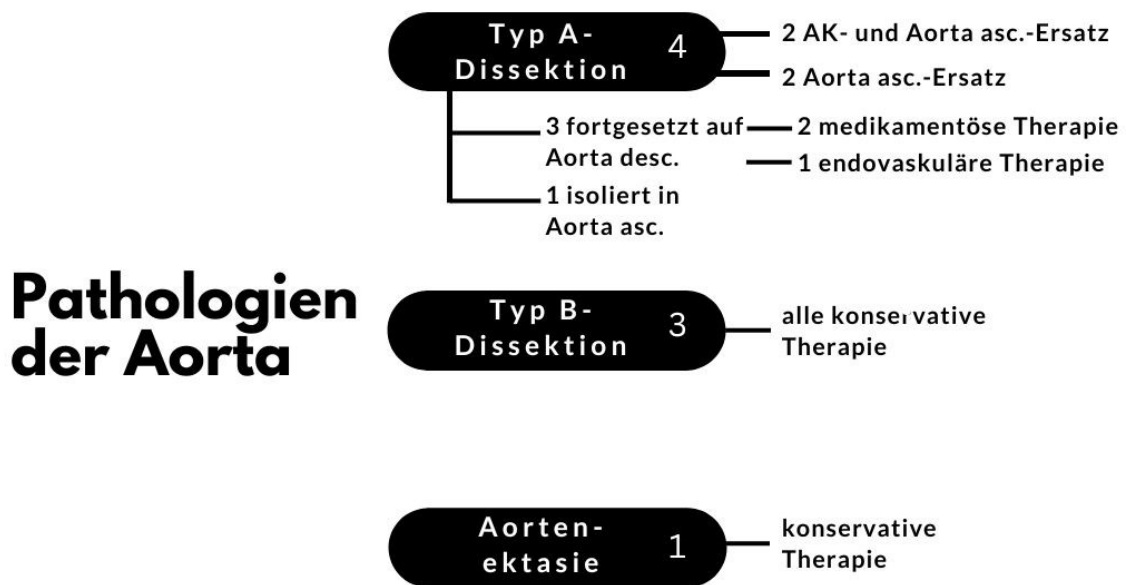 Pathologien
der Aorta
Typ A-
Dissektion
4
2 AK- und Aorta asc.-Ersatz
2 Aorta asc.-Ersatz
3 fortgesetzt auf
Aorta desc.
2 medikamentöse Therapie
1 endovaskuläre Therapie
1 isoliert in
Aorta asc.
Typ B-
Dissektion
3
alle konservative
Therapie
Aorten-
ektasie
1
konservative
Therapie